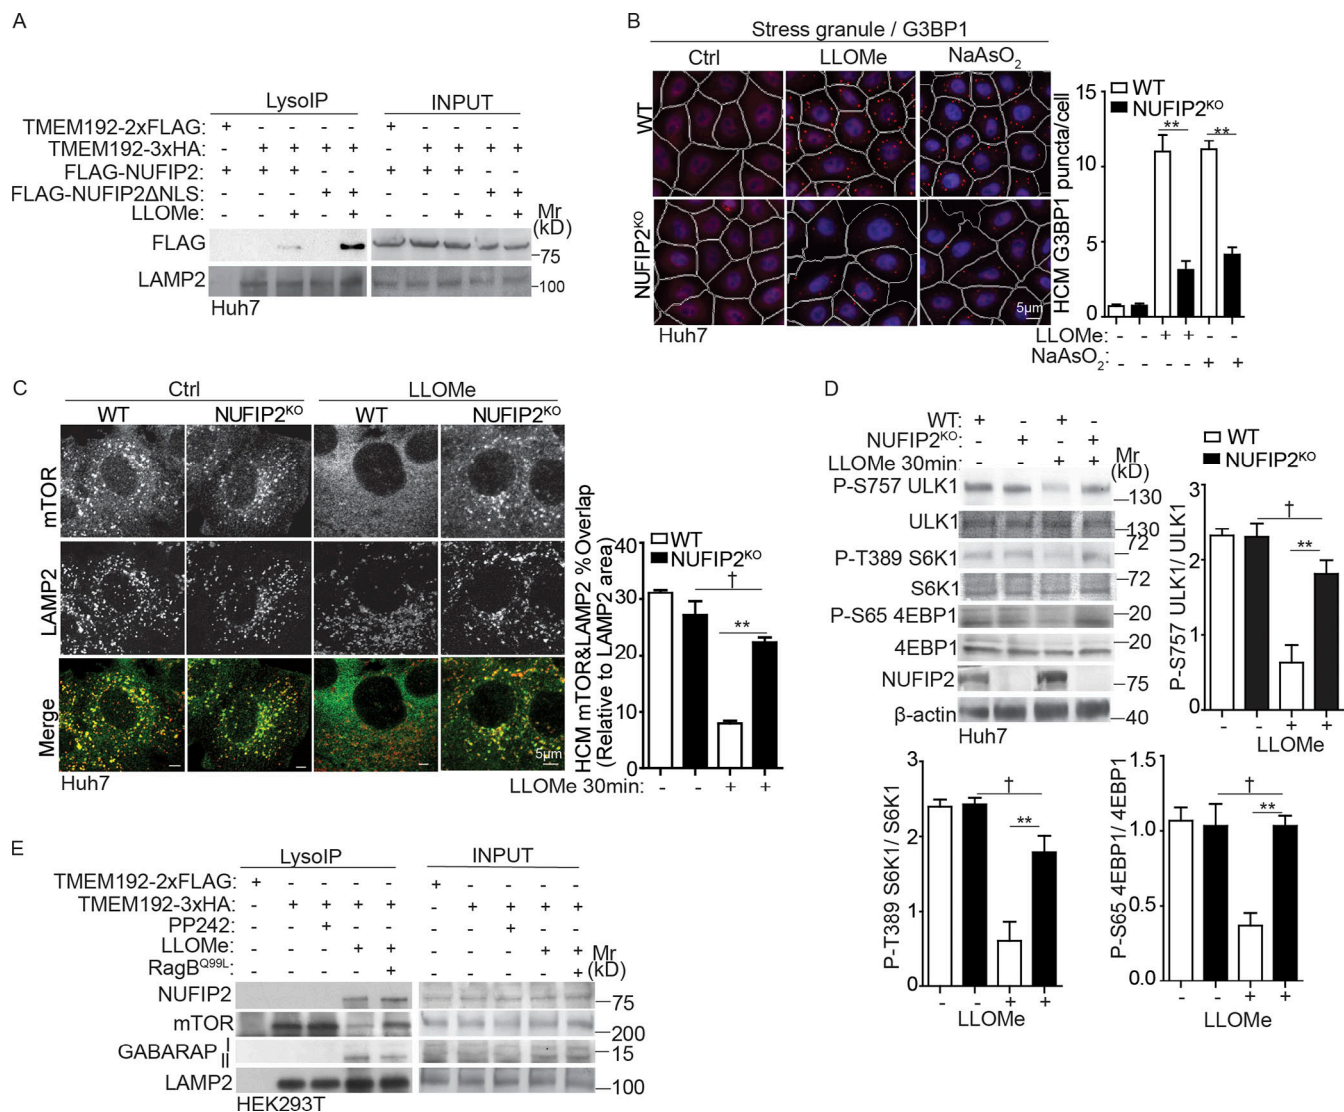 A
LysoIP INPUT
TMEM192-2xFLAG: + - - - - + - - - -
TMEM192-3xHA: - + + + + - + + + +
FLAG-NUFIP2: + + + - - + + + - -
FLAG-NUFIP2ΔNLS: - - - + + - - - + +
LLOMe: - - + - + - - + - + Mr (kD)
FLAG
75
LAMP2
100
Huh7
B
Stress granule / G3BP1
Ctrl LLOMe NaAsO2
WT
NUFIP2KO
5μm
Huh7
WT
NUFIP2KO
HCM G3BP1 puncta/cell
15
10
5
0
** **
LLOMe: - - + + - -
NaAsO2: - - - - + +
C
Ctrl LLOMe
WT NUFIP2KO WT NUFIP2KO
mTOR
LAMP2
Merge
5μm
Huh7
WT
NUFIP2KO
HCM mTOR&LAMP2 % Overlap
(Relative to LAMP2 area)
40
30
20
10
0
†
**
LLOMe 30min: - - + +
D
WT: + - + -
NUFIP2KO: - + - +
LLOMe 30min: - - + + Mr (kD)
P-S757 ULK1
130
ULK1
130
72
P-T389 S6K1
S6K1
72
P-S65 4EBP1
20
4EBP1
20
NUFIP2
75
β-actin
40
Huh7
WT
NUFIP2KO
P-S757 ULK1/ ULK1
3
2
1
0
†
**
- - + +
LLOMe
P-T389 S6K1/ S6K1
3
2
1
0
†
**
- - + +
LLOMe
P-S65 4EBP1/ 4EBP1
1.5
1.0
0.5
0.0
†
**
- - + +
LLOMe
E
LysoIP INPUT
TMEM192-2xFLAG: + - - - - + - - - -
TMEM192-3xHA: - + + + + - + + + +
PP242 - - + - - - - + - -
LLOMe: - - - + + - - - + + Mr
RagBQ99L: - - - - + - - - - + (kD)
NUFIP2
75
mTOR
200
GABARAP I
II
15
LAMP2
100
HEK293T